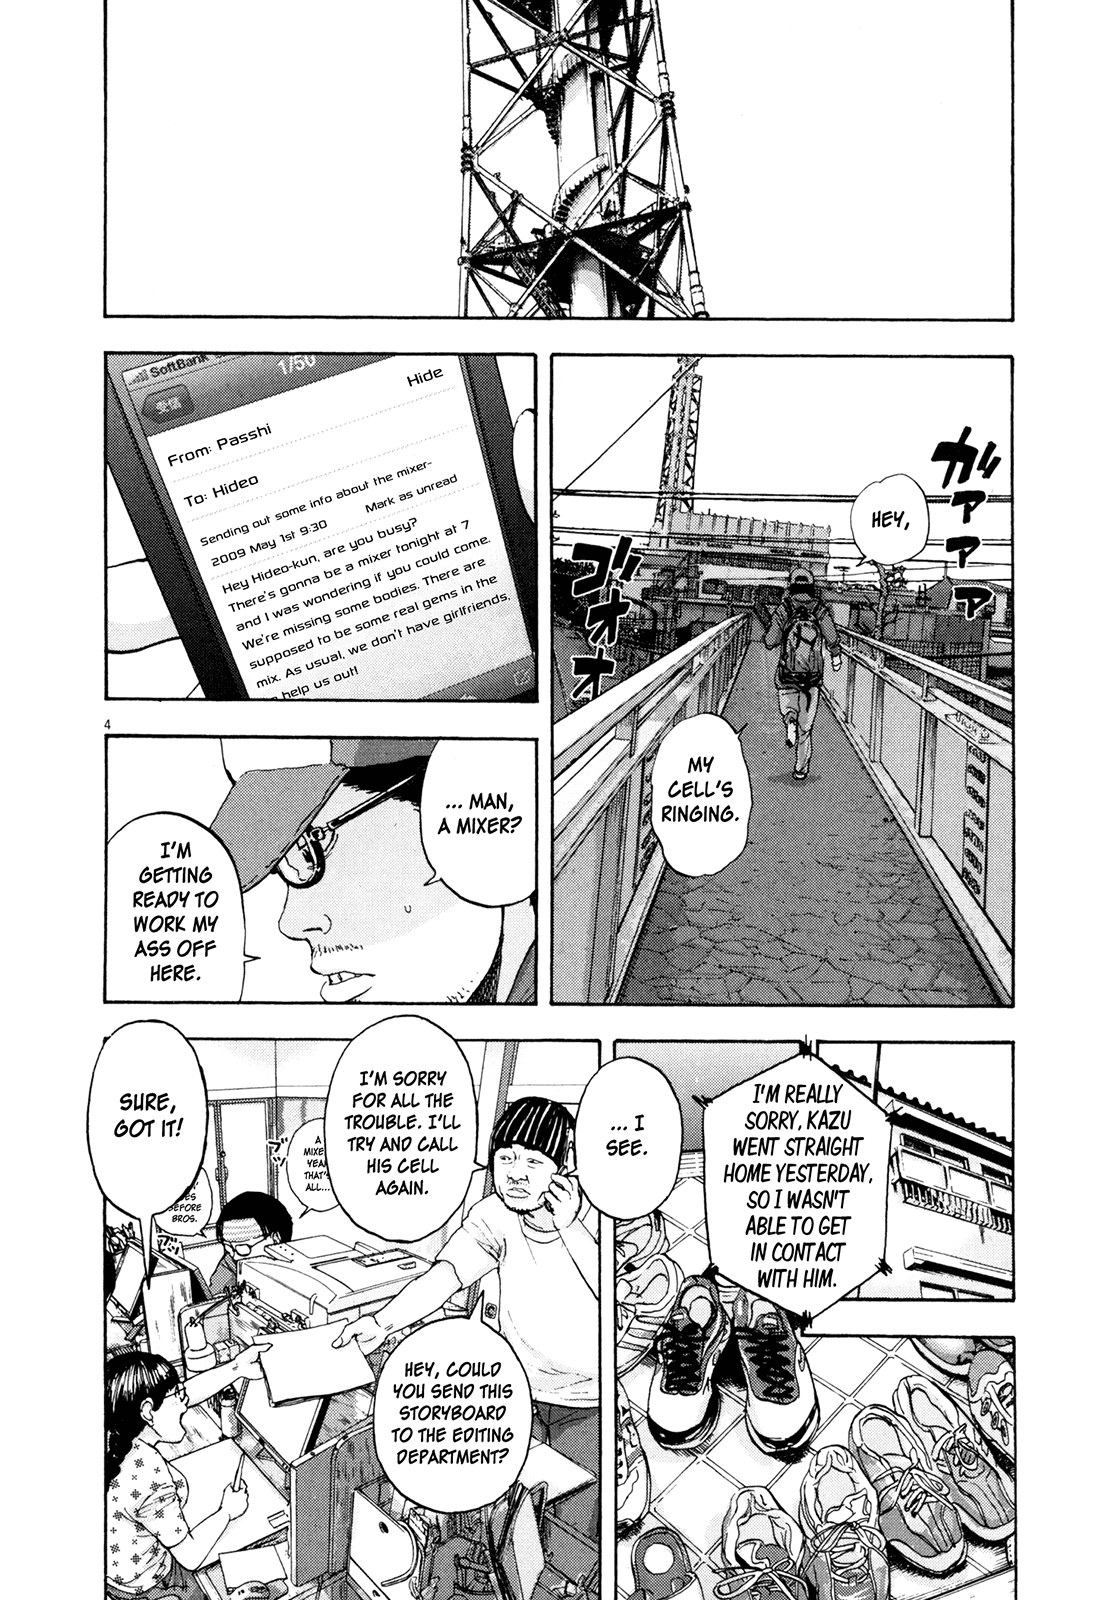 HEY,
ガァァァ
ゴォォォ
MY
CELL'S
RINGING.
SoftBank
1/50
受信
Hide
From: Passhi
To: Hideo
Sending out some info about the mixer-
2009 May 1st 9:30 Mark as unread
Hey Hideo-kun, are you busy?
There's gonna be a mixer tonight at 7
and I was wondering if you could come.
We're missing some bodies. There are
supposed to be some real gems in the
mix. As usual, we don't have girlfriends,
help us out!
4
... MAN,
A MIXER?
I'M
GETTING
READY TO
WORK MY
ASS OFF
HERE.
I'M REALLY
SORRY, KAZU
WENT STRAIGHT
HOME YESTERDAY,
SO I WASN'T
ABLE TO GET
IN CONTACT
WITH HIM.
... I
SEE.
I'M SORRY
FOR ALL THE
TROUBLE. I'LL
TRY AND CALL
HIS CELL
AGAIN.
A
MIXE
YEAH
THAT'S
ALL...
BEFORE
BROS.
HEY, COULD
YOU SEND THIS
STORYBOARD
TO THE EDITING
DEPARTMENT?
SURE,
GOT IT!